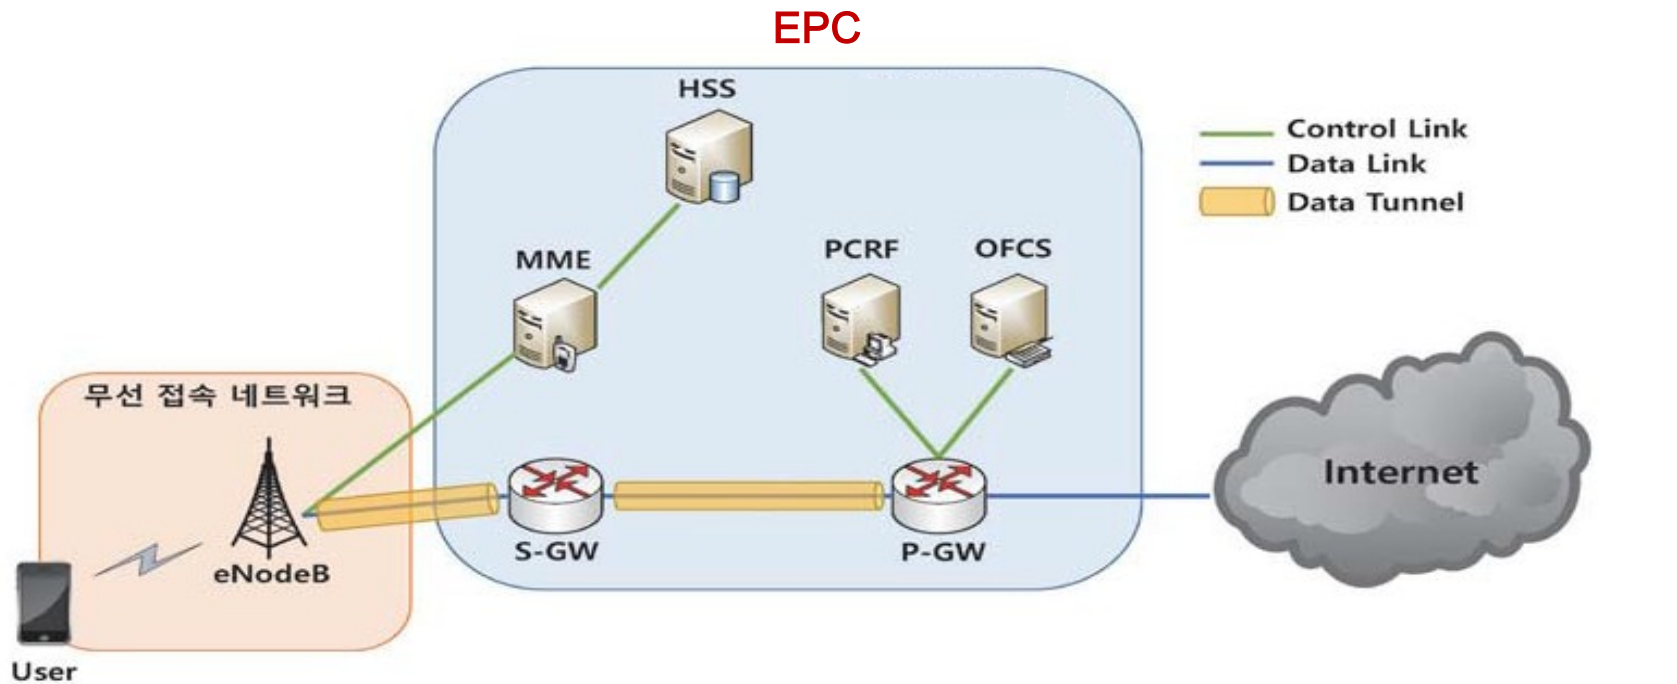 EPC
HSS
Control Link
Data Link
Data Tunnel
MME
PCRF
OFCS
무선 접속 네트워크
Internet
S-GW
P-GW
eNodeB
User